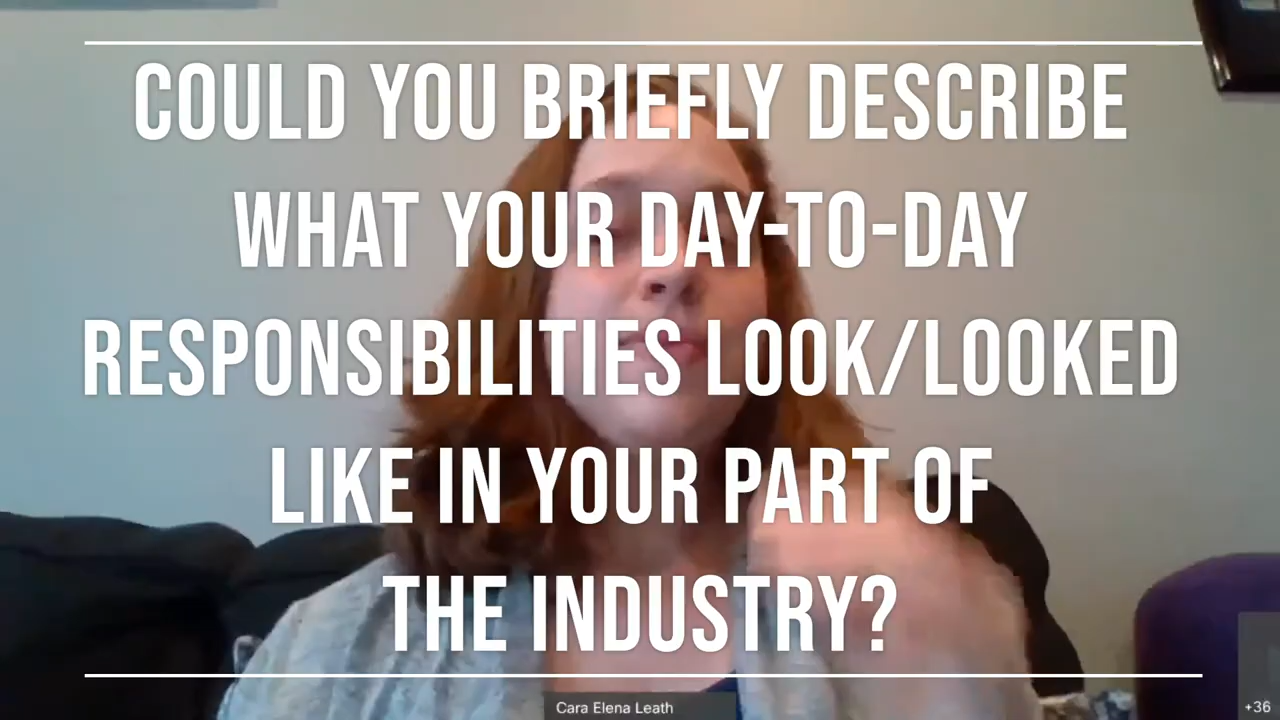 COULD YOU BRIEFLY DESCRIBE
WHAT YOUR DAY-TO-DAY
RESPONSIBILITIES LOOK/LOOKED
LIKE IN YOUR PART OF
THE INDUSTRY?
Cara Elena Leath
+36